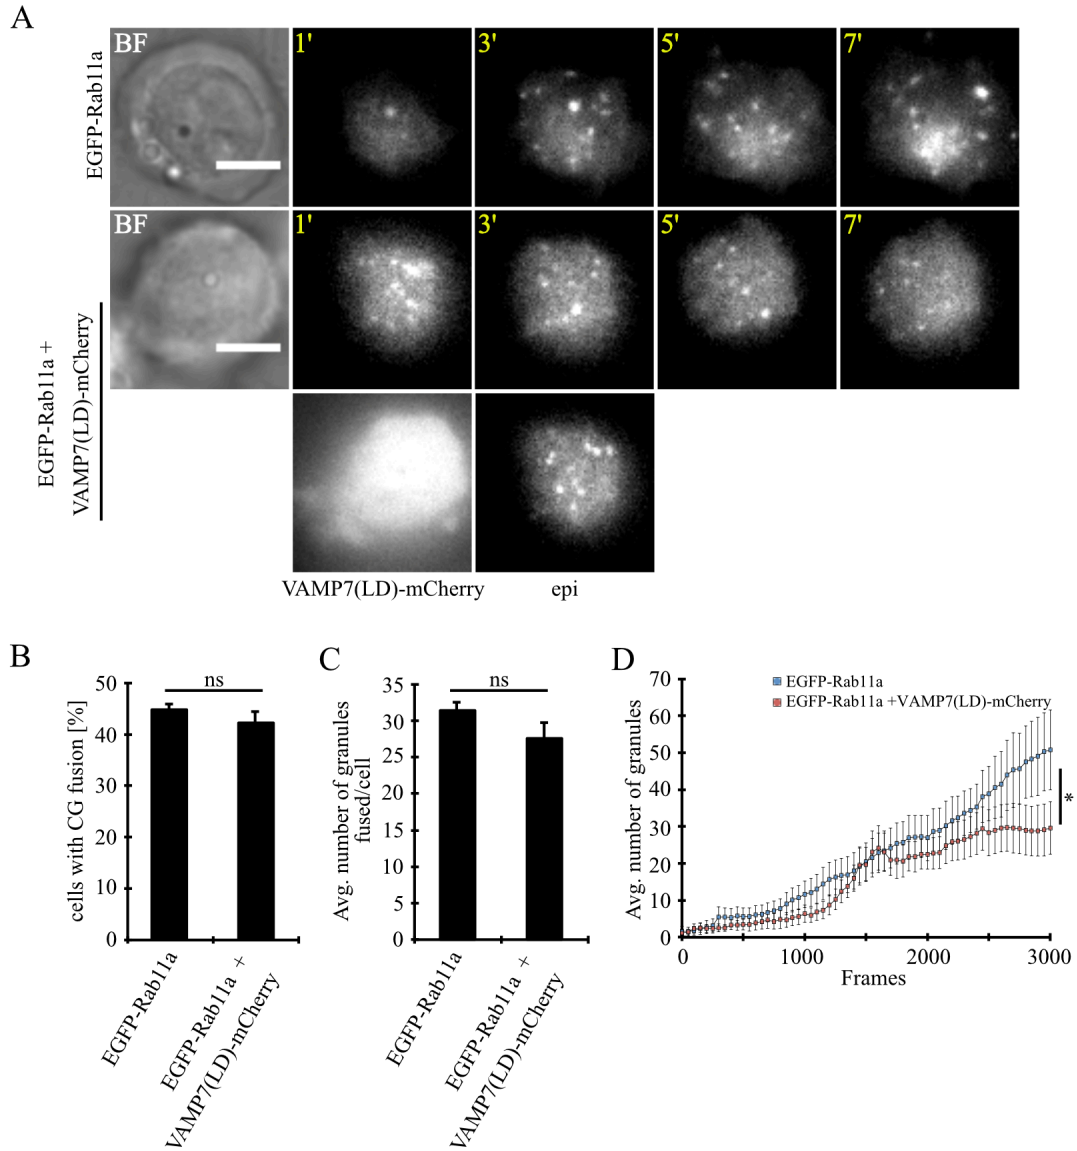 A
EGFP-Rab11a
BF
1'
3'
5'
7'
EGFP-Rab11a +
VAMP7(LD)-mCherry
BF
1'
3'
5'
7'
VAMP7(LD)-mCherry
epi
B
cells with CG fusion [%]
50
40
30
20
10
0
ns
EGFP-Rab11a
EGFP-Rab11a +
VAMP7(LD)-mCherry
C
Avg. number of granules
fused/cell
35
30
25
20
15
10
5
0
ns
EGFP-Rab11a
EGFP-Rab11a +
VAMP7(LD)-mCherry
D
Avg. number of granules
70
60
50
40
30
20
10
0
EGFP-Rab11a
EGFP-Rab11a +VAMP7(LD)-mCherry
*
0
1000
2000
3000
Frames